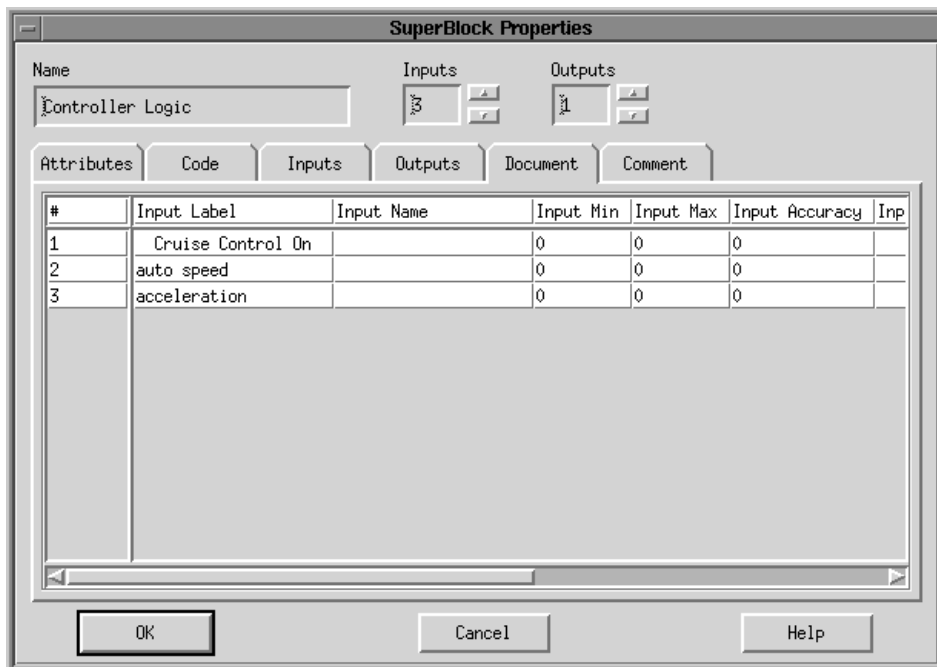 SuperBlock Properties
Name Inputs Outputs
Controller Logic 3 1
Attributes Code Inputs Outputs Document Comment
# Input Label Input Name Input Min Input Max Input Accuracy Inp
1 Cruise Control On 0 0 0
2 auto speed 0 0 0
3 acceleration 0 0 0
OK Cancel Help